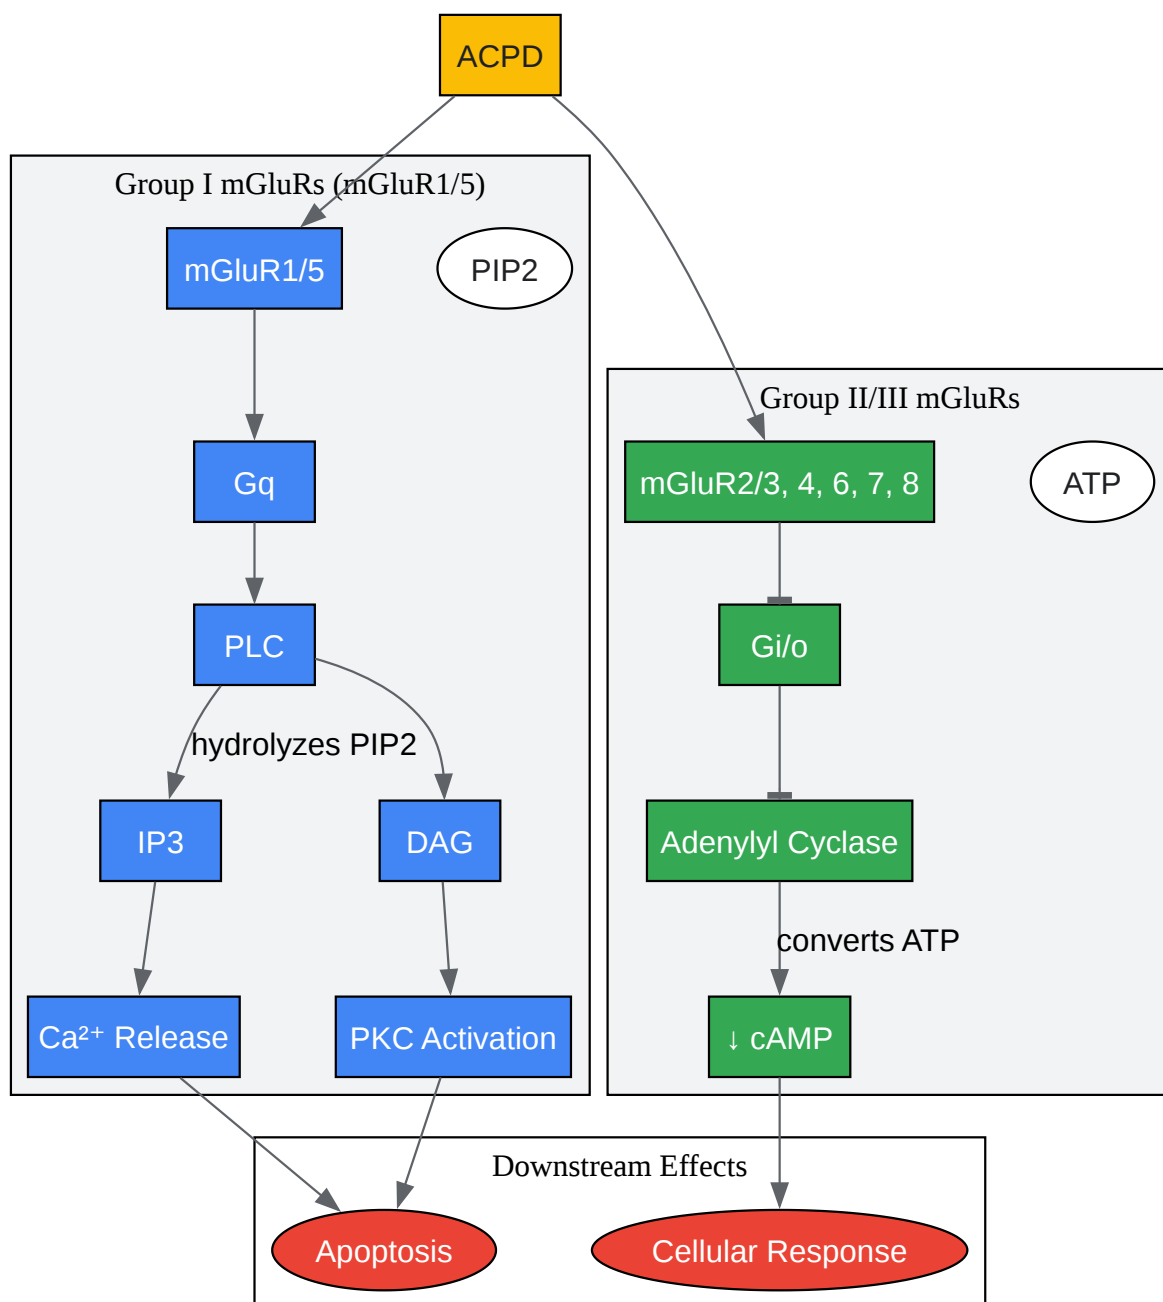 ACPD
Group I mGluRs (mGluR1/5)
mGluR1/5
PIP2
Group II/III mGluRs
Gq
mGluR2/3, 4, 6, 7, 8
ATP
PLC
Gi/o
hydrolyzes PIP2
IP3
DAG
Adenylyl Cyclase
converts ATP
Ca²⁺ Release
PKC Activation
↓ cAMP
Downstream Effects
Apoptosis
Cellular Response